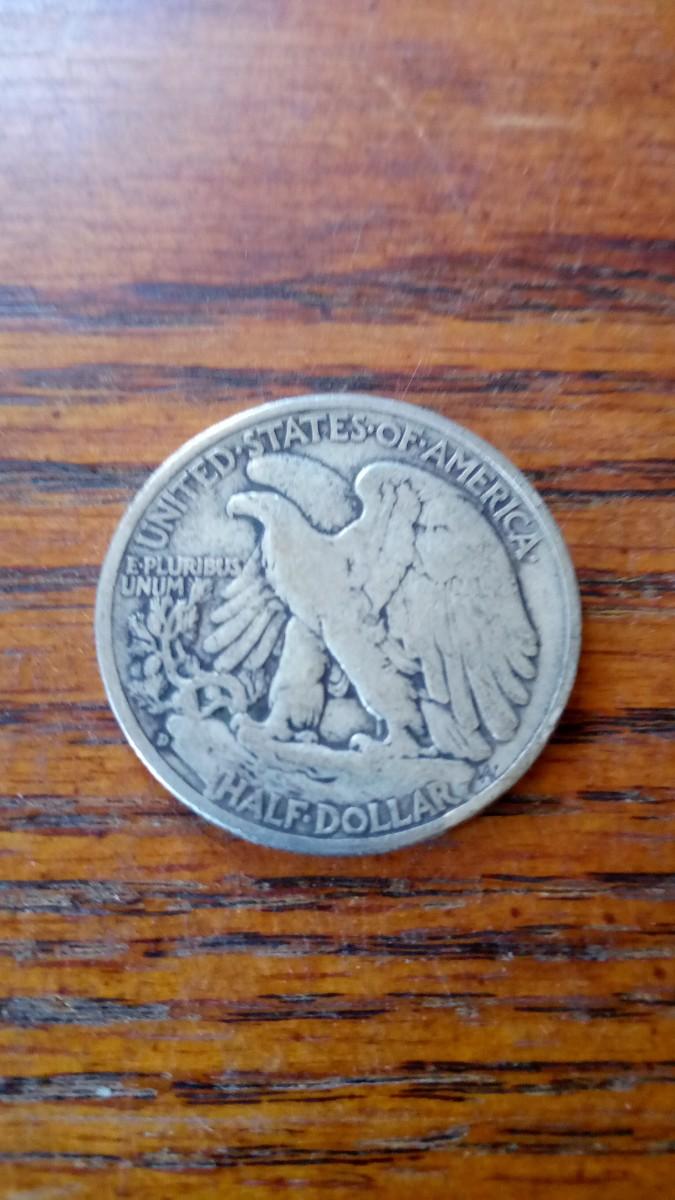 UNITED·STATES·OF·AMERICA·
E·PLURIBUS
UNUM
D
HALF·DOLLAR